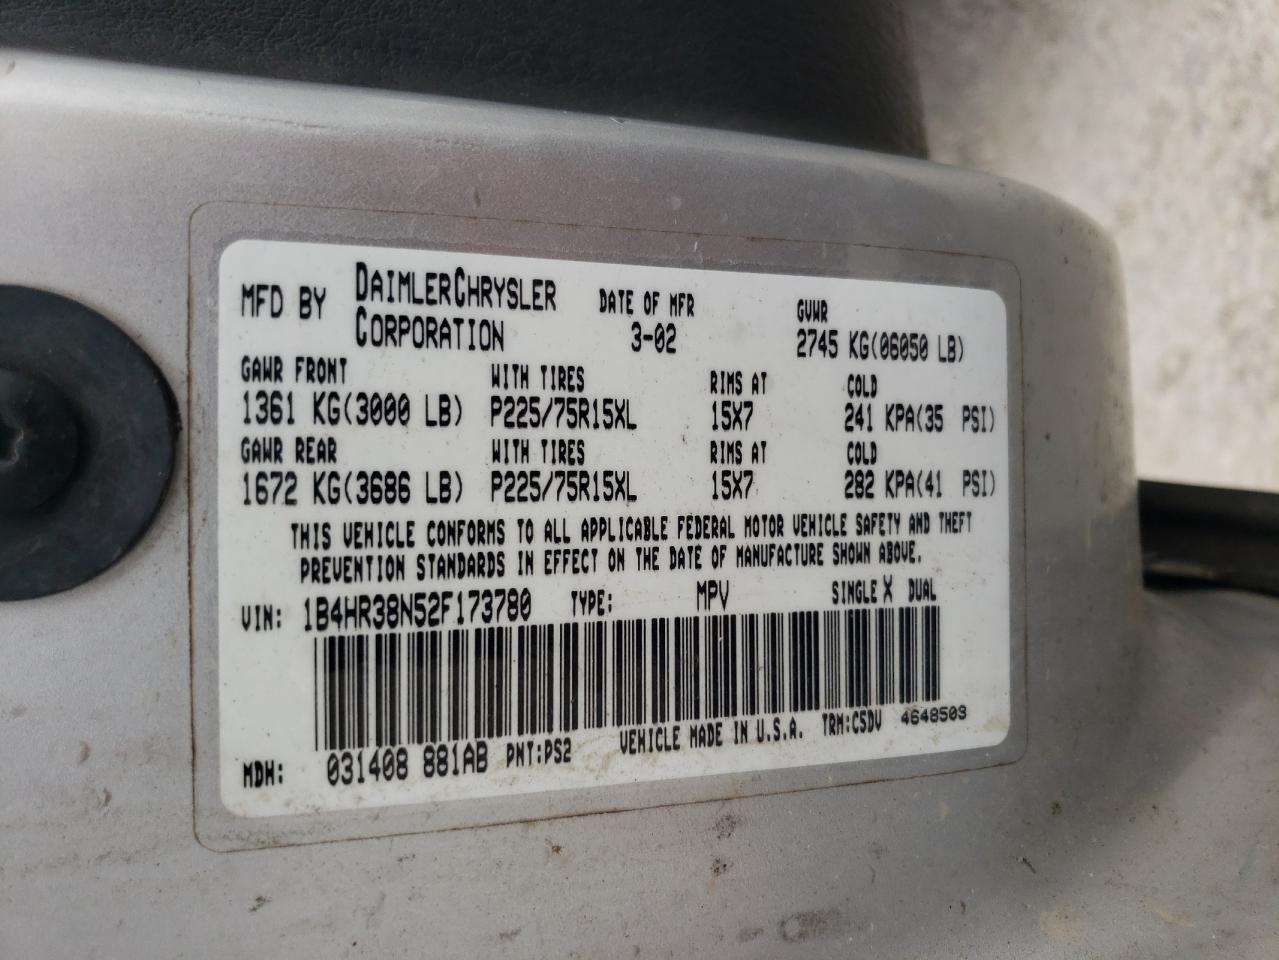 MFD BY DAIMLERCHRYSLER CORPORATION DATE OF MFR 3-02 GVWR 2745 KG(06050 LB)
GAWR FRONT WITH TIRES RIMS AT COLD
1361 KG(3000 LB) P225/75R15XL 15X7 241 KPA(35 PSI)
GAWR REAR WITH TIRES RIMS AT COLD
1672 KG(3686 LB) P225/75R15XL 15X7 282 KPA(41 PSI)
THIS VEHICLE CONFORMS TO ALL APPLICABLE FEDERAL MOTOR VEHICLE SAFETY AND THEFT
PREVENTION STANDARDS IN EFFECT ON THE DATE OF MANUFACTURE SHOWN ABOVE.
VIN: 1B4HR38N52F173780 TYPE: MPV SINGLE X DUAL
MDH: 031408 881AB PNT:PS2 VEHICLE MADE IN U.S.A. TRM:C5DV 4648503